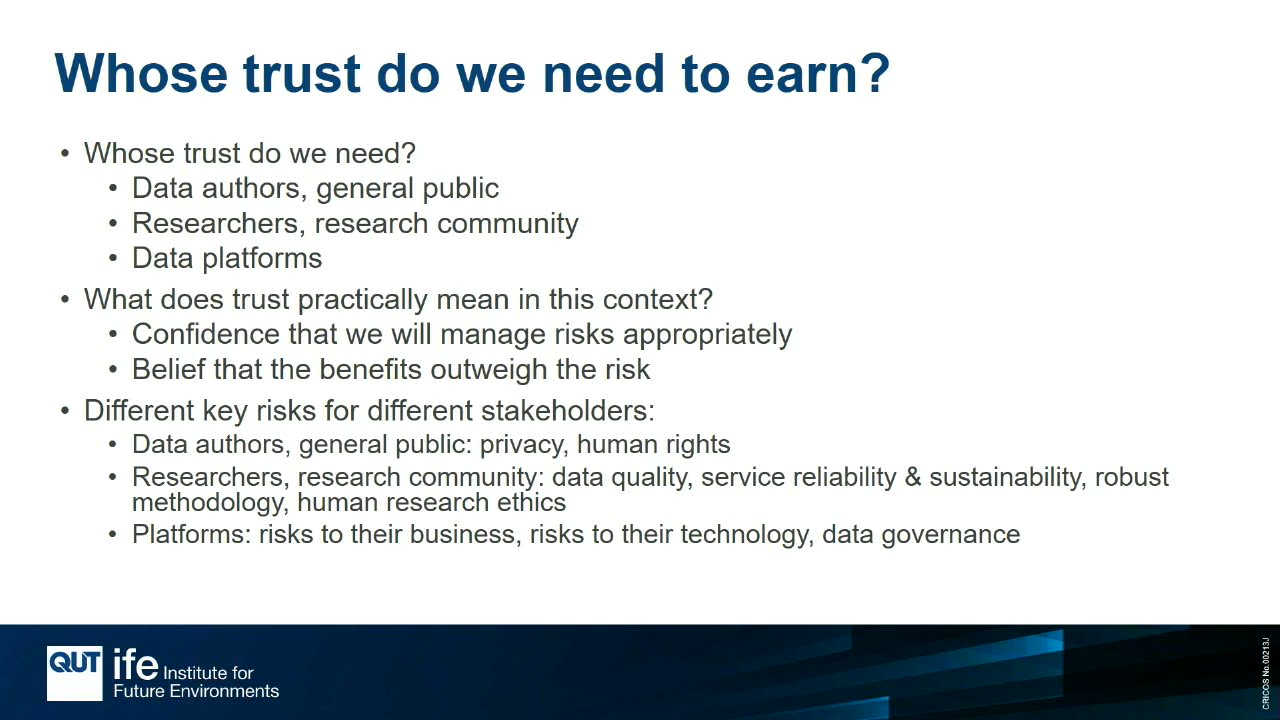 Whose trust do we need to earn?
• Whose trust do we need?
• Data authors, general public
• Researchers, research community
• Data platforms
• What does trust practically mean in this context?
• Confidence that we will manage risks appropriately
• Belief that the benefits outweigh the risk
• Different key risks for different stakeholders:
• Data authors, general public: privacy, human rights
• Researchers, research community: data quality, service reliability & sustainability, robust
methodology, human research ethics
• Platforms: risks to their business, risks to their technology, data governance
QUT
ife Institute for
Future Environments
CRICOS No.00213J